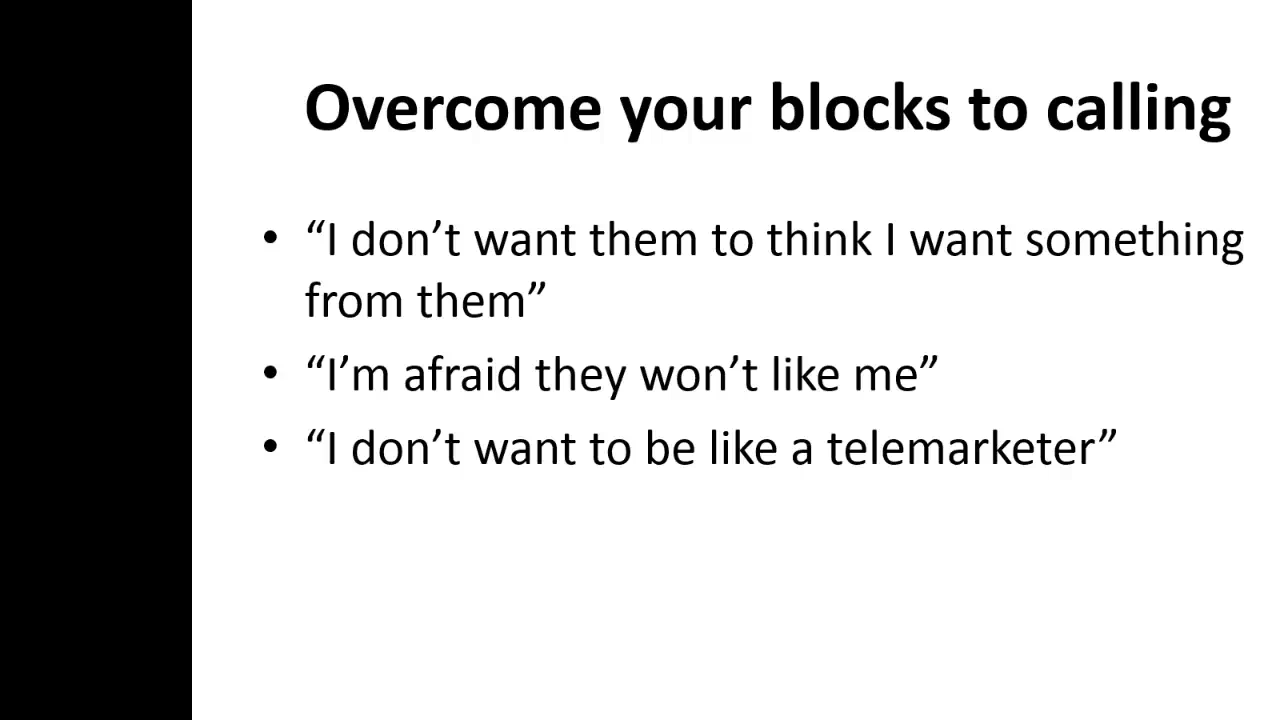 Overcome your blocks to calling
• “I don’t want them to think I want something
from them”
• “I’m afraid they won’t like me”
• “I don’t want to be like a telemarketer”